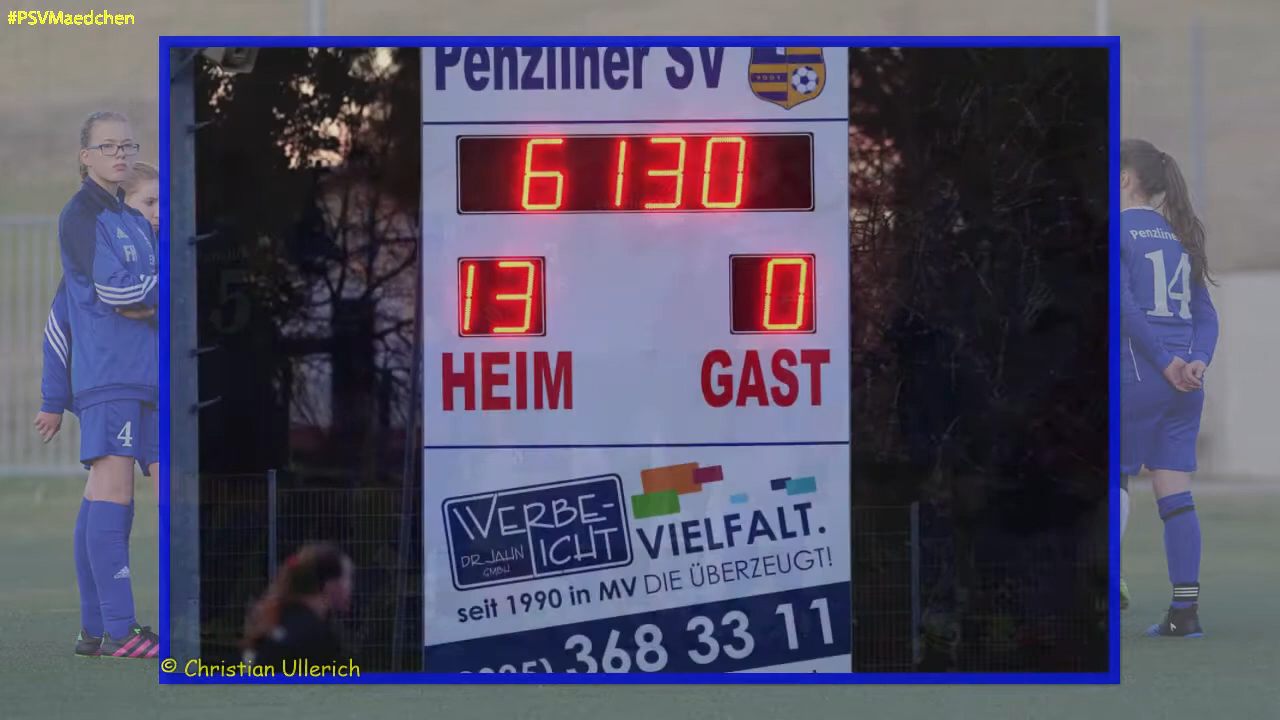 #PSVMaedchen
Penzliner SV
6130
13
0
HEIM
GAST
WERBE-
DR. JAHN
GMBH
LICHT
VIELFALT.
seit 1990 in MV DIE ÜBERZEUGT!
368 33 11
Penzline
14
4
© Christian Ullerich